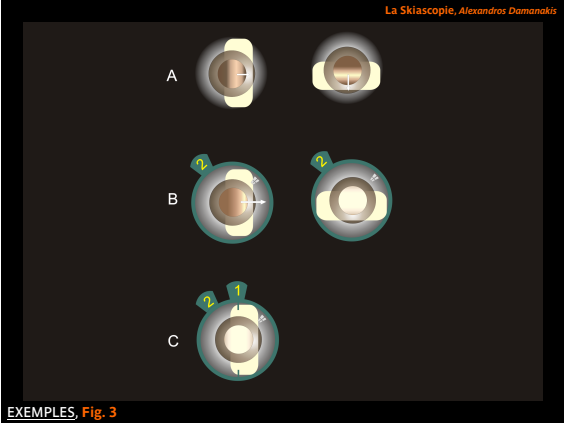 La Skiascopie, Alexandros Damanakis
A
2
2
B
2
1
C
EXEMPLES, Fig. 3